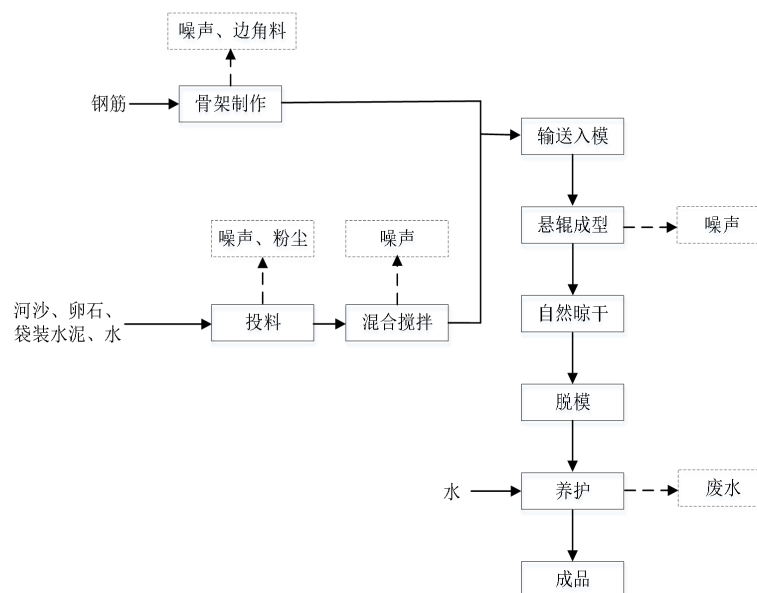 噪声、边角料
钢筋
骨架制作
输送入模
悬辊成型
噪声
噪声、粉尘
噪声
河沙、卵石、
袋装水泥、水
投料
混合搅拌
自然晾干
脱模
水
养护
废水
成品